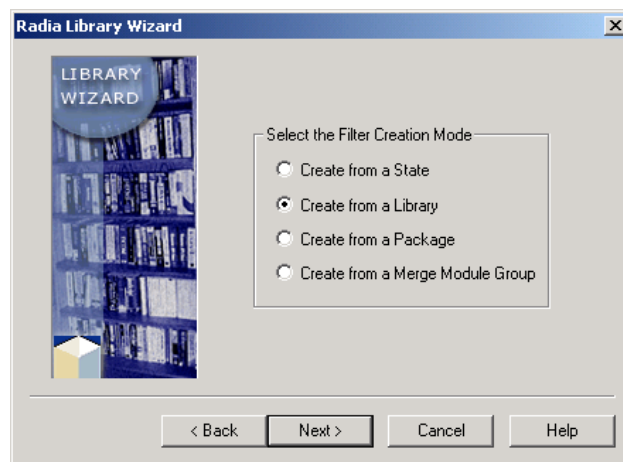 Radia Library Wizard
LIBRARY
WIZARD
Select the Filter Creation Mode
Create from a State
Create from a Library
Create from a Package
Create from a Merge Module Group
< Back
Next >
Cancel
Help